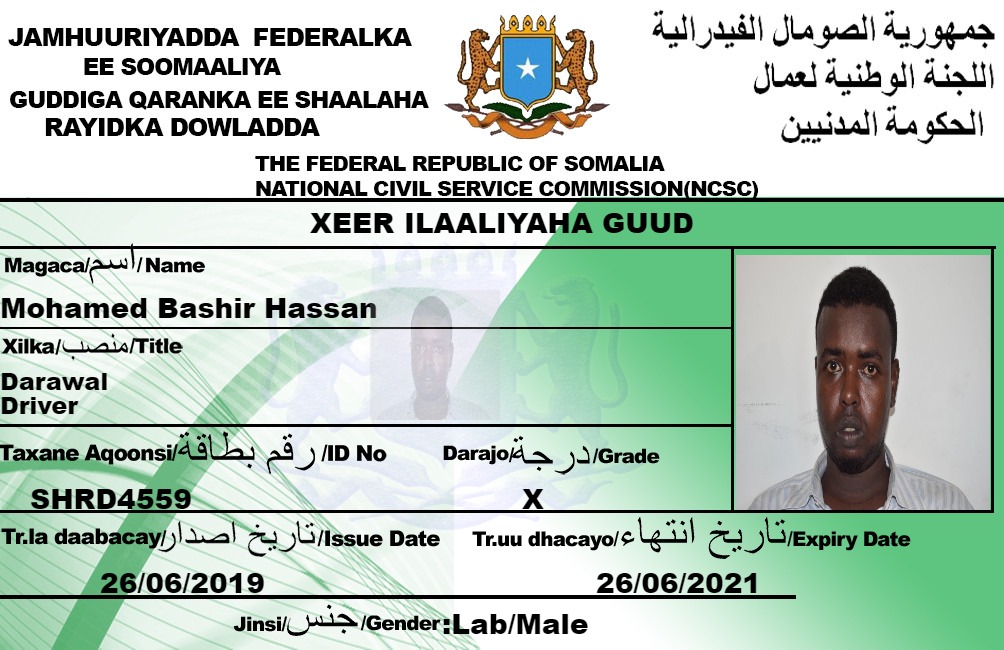 JAMHUURIYADDA FEDERALKA
EE SOOMAALIYA
GUDDIGA QARANKA EE SHAALAHA
RAYIDKA DOWLADDA
جمهورية الصومال الفيدرالية
اللجنة الوطنية لعمال
الحكومة المدنيين
THE FEDERAL REPUBLIC OF SOMALIA
NATIONAL CIVIL SERVICE COMMISSION(NCSC)
XEER ILAALIYAHA GUUD
Magaca/اسم/Name
Mohamed Bashir Hassan
Xilka/منصب/Title
Darawal
Driver
Taxane Aqoonsi/رقم بطاقة/ID No
Darajo/درجة/Grade
SHRD4559
X
Tr.la daabacay/تاريخ اصدار/Issue Date
Tr.uu dhacayo/تاريخ انتهاء/Expiry Date
26/06/2019
26/06/2021
Jinsi/جنس/Gender:Lab/Male